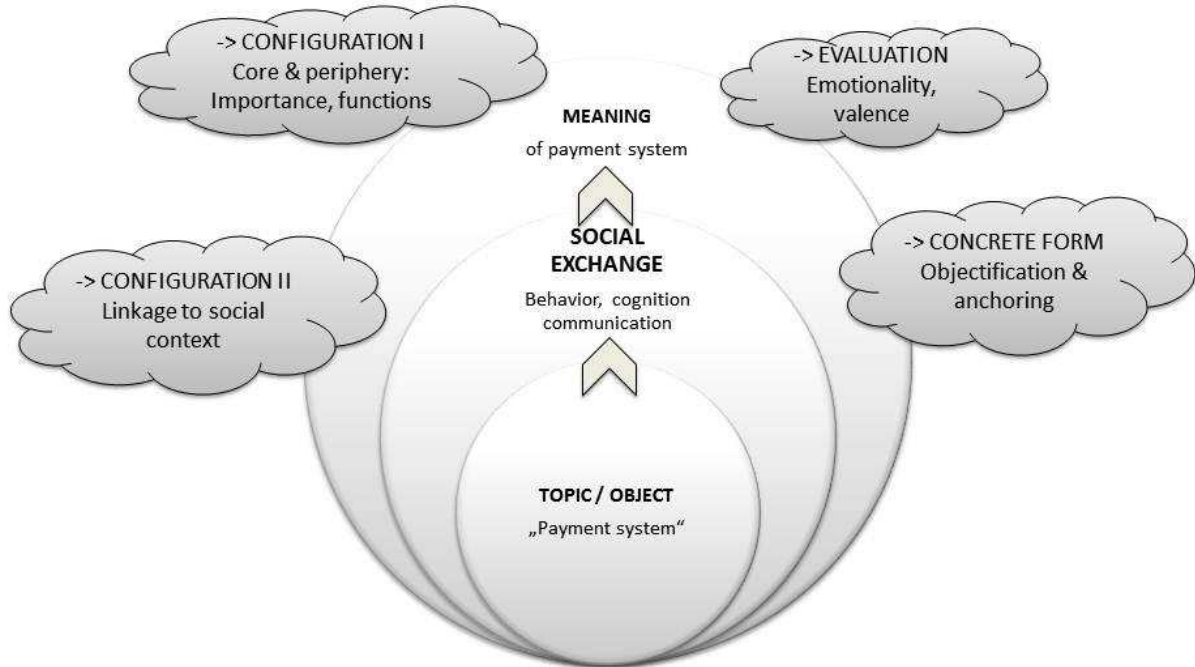 -> CONFIGURATION I
Core & periphery:
Importance, functions
-> EVALUATION
Emotionality,
valence
MEANING
of payment system
-> CONFIGURATION II
Linkage to social
context
SOCIAL
EXCHANGE
Behavior, cognition
communication
-> CONCRETE FORM
Objectification &
anchoring
TOPIC / OBJECT
„Payment system“